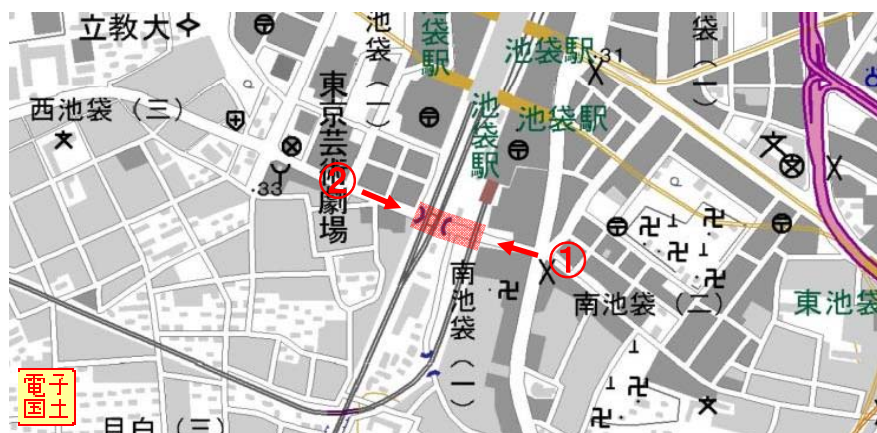 立教大
池袋(一)
池袋駅
池袋駅
31
池袋(一)
西池袋(三)
東京芸術劇場
池袋駅
池袋駅
33
②
①
南池袋(一)
南池袋(二)
東池袋
電子
国土
目白(三)